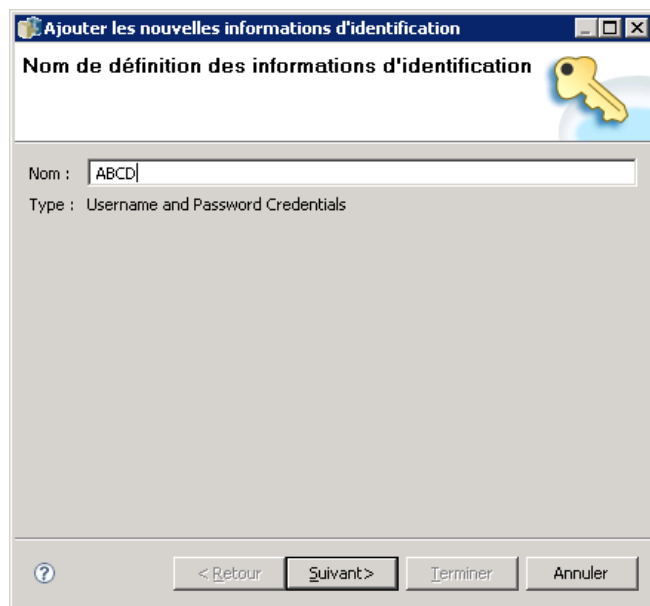 Ajouter les nouvelles informations d'identification
Nom de définition des informations d'identification
Nom : ABCD
Type : Username and Password Credentials
? < Retour Suivant> Terminer Annuler